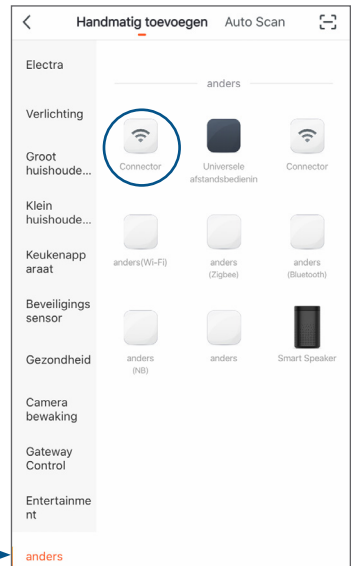 Handmatig toevoegen Auto Scan
Electra
Verlichting
Groot
huishoude...
Klein
huishoude...
Keukenapp
araat
Beveiligings
sensor
Gezondheid
Camera
bewaking
Gateway
Control
Entertainme
nt
anders
anders
Connector
Universele
afstandsbedienin
Connector
anders(Wi-Fi)
anders
(Zigbee)
anders
(Bluetooth)
anders
(NB)
anders
Smart Speaker